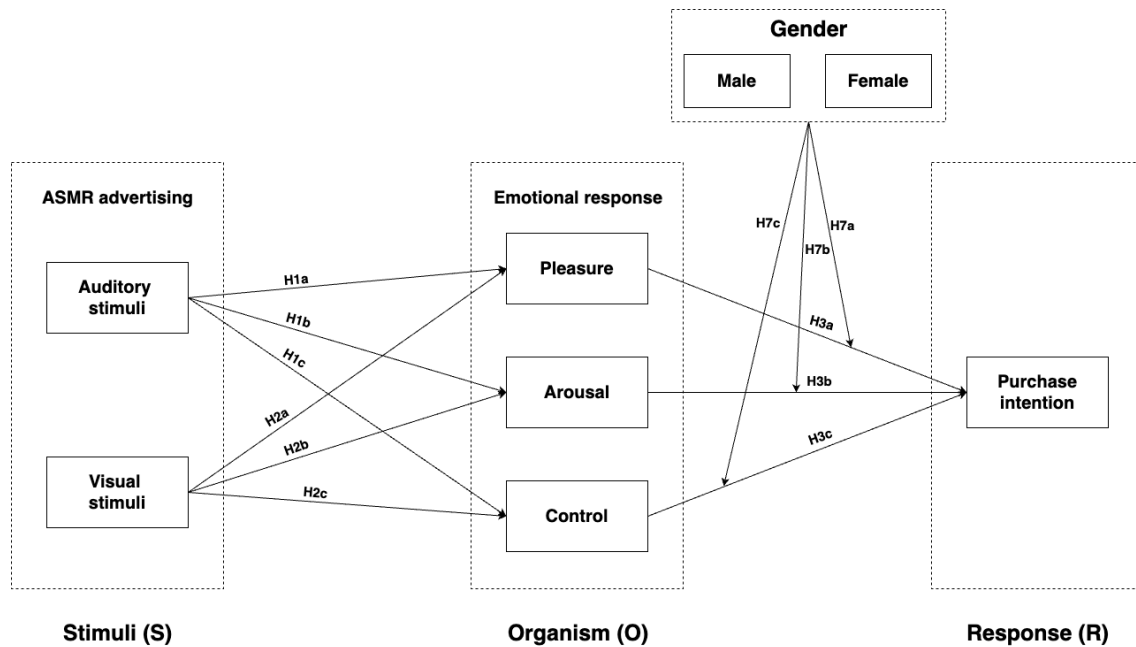 Gender
Male
Female
ASMR advertising
Auditory
stimuli
Visual
stimuli
H1a
H1b
H1c
H2a
H2b
H2c
Emotional response
Pleasure
Arousal
Control
H7c
H7b
H7a
H3a
H3b
H3c
Purchase
intention
Stimuli (S)
Organism (O)
Response (R)